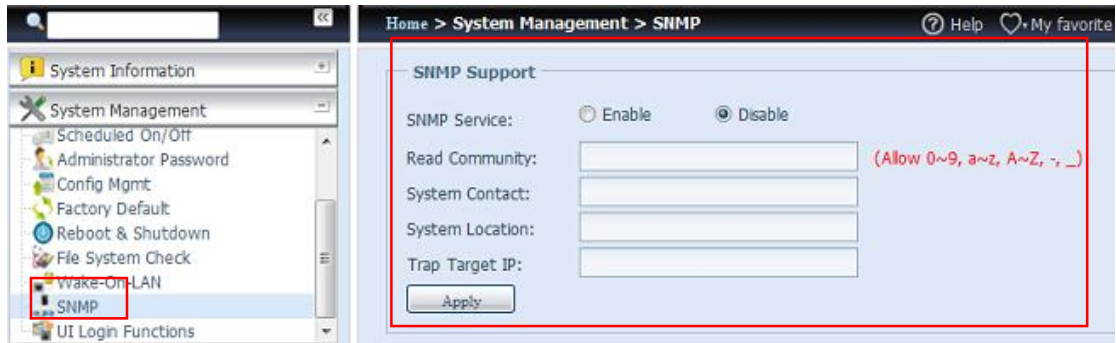 Home > System Management > SNMP
Help
My favorite
System Information
System Management
Scheduled On/Off
Administrator Password
Config Mgmt
Factory Default
Reboot & Shutdown
File System Check
Wake-On-LAN
SNMP
UI Login Functions
SNMP Support
SNMP Service: Enable Disable
Read Community: (Allow 0~9, a~z, A~Z, -, _)
System Contact:
System Location:
Trap Target IP:
Apply